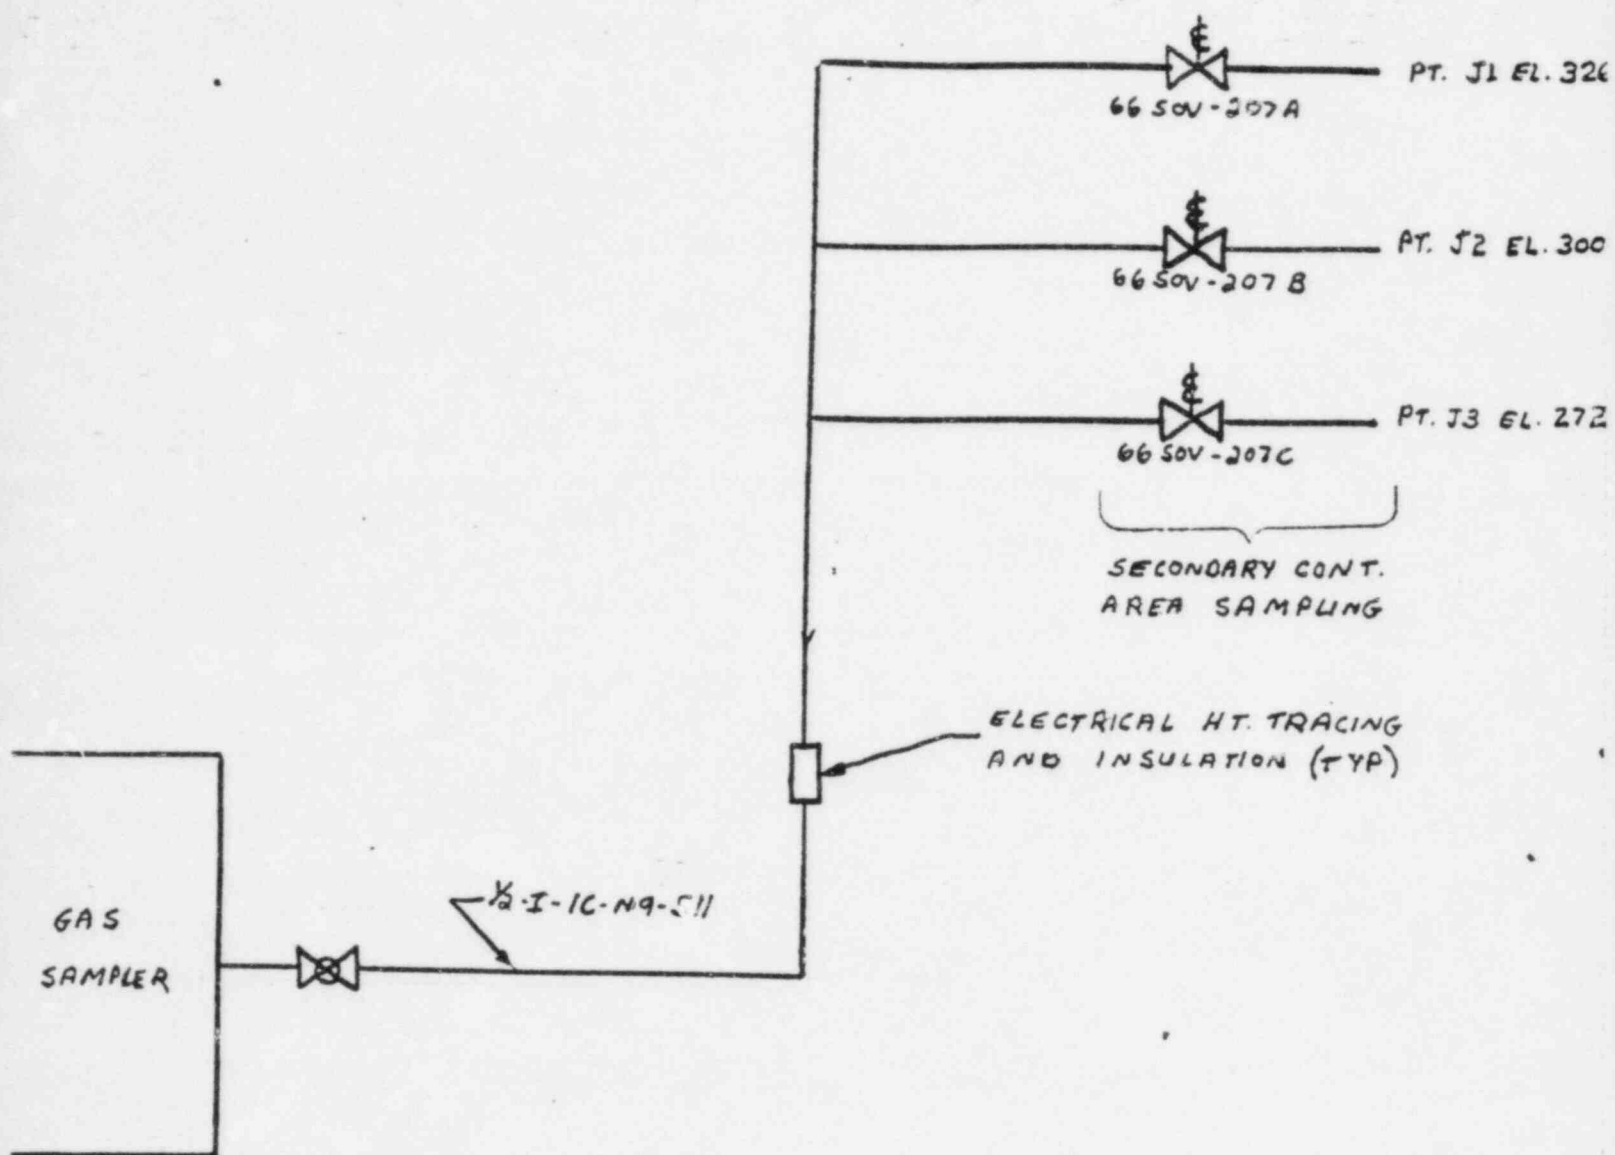 PT. J1 EL. 326
66 SOV-207A
PT. J2 EL. 300
66 SOV-207B
PT. J3 EL. 272
66 SOV-207C
SECONDARY CONT.
AREA SAMPLING
ELECTRICAL HT. TRACING
AND INSULATION (TYP)
½-I-IC-N9-511
GAS
SAMPLER